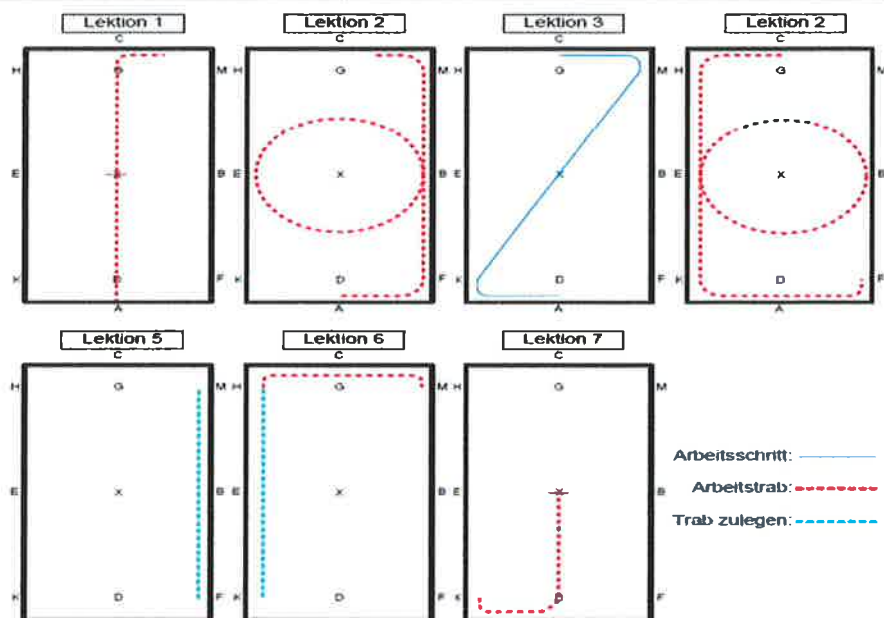 Lektion 1 Lektion 2 Lektion 3 Lektion 2
C C C C
H G H G M H G M H G M
E X E X B E X B E X B
K D K D F K D F K D F
A A A A
Lektion 5 Lektion 6 Lektion 7
C C C
H G M H G M H G M
E X B E X B E X B
K D F K D F K D F
Arbeitsschritt:
Arbeitstrab:
Trab zulegen: